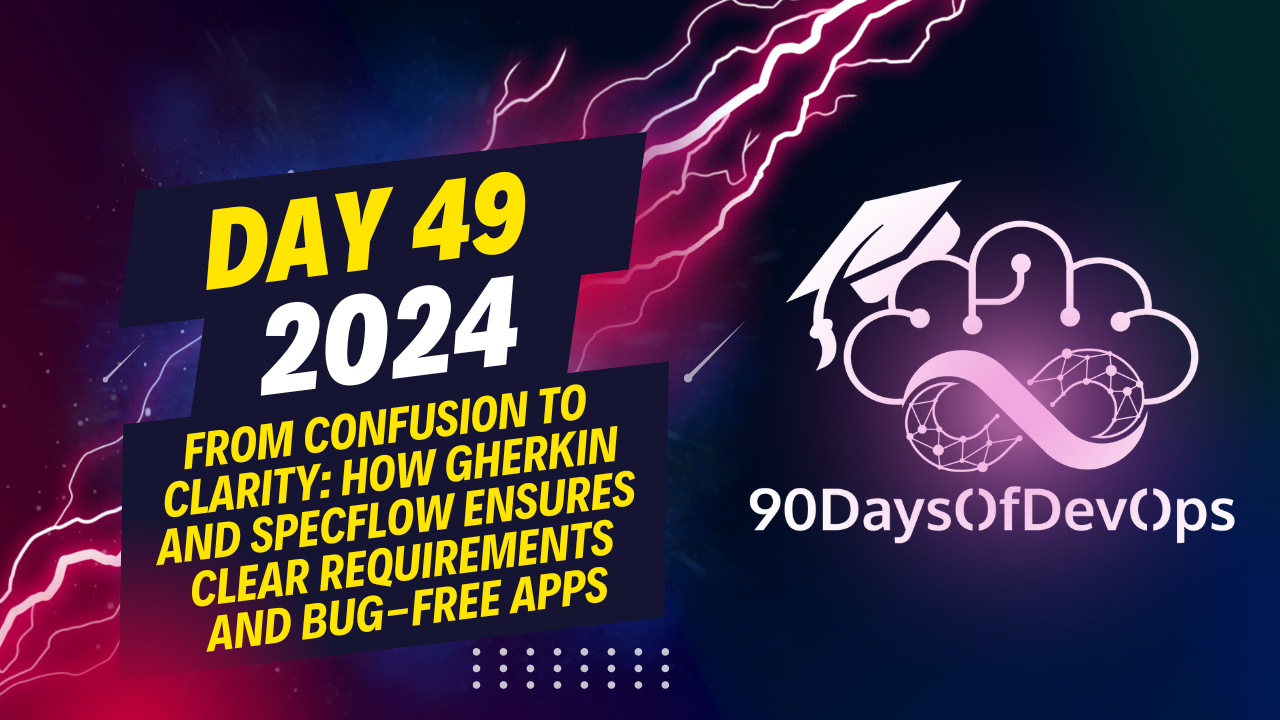 DAY 49
2024
FROM CONFUSION TO
CLARITY: HOW GHERKIN
AND SPECFLOW ENSURES
CLEAR REQUIREMENTS
AND BUG-FREE APPS
90DaysOfDevOps